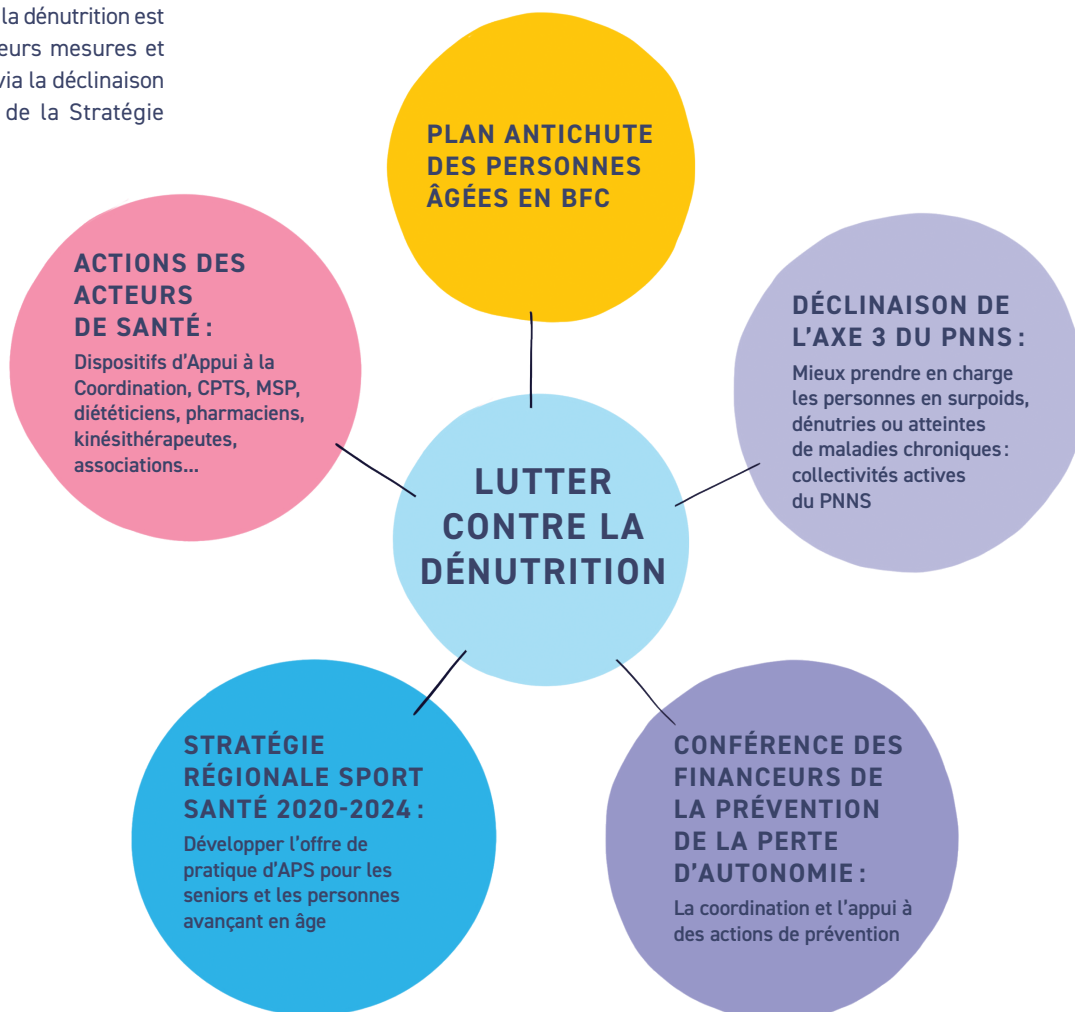 la dénutrition est
eurs mesures et
via la déclinaison
de la Stratégie
PLAN ANTICHUTE
DES PERSONNES
ÂGÉES EN BFC
ACTIONS DES
ACTEURS
DE SANTÉ :
Dispositifs d'Appui à la
Coordination, CPTS, MSP,
diététiciens, pharmaciens,
kinésithérapeutes,
associations...
DÉCLINAISON DE
L'AXE 3 DU PNNS :
Mieux prendre en charge
les personnes en surpoids,
dénutries ou atteintes
de maladies chroniques :
collectivités actives
du PNNS
LUTTER
CONTRE LA
DÉNUTRITION
STRATÉGIE
RÉGIONALE SPORT
SANTÉ 2020-2024 :
Développer l'offre de
pratique d'APS pour les
seniors et les personnes
avançant en âge
CONFÉRENCE DES
FINANCEURS DE
LA PRÉVENTION
DE LA PERTE
D'AUTONOMIE :
La coordination et l'appui à
des actions de prévention